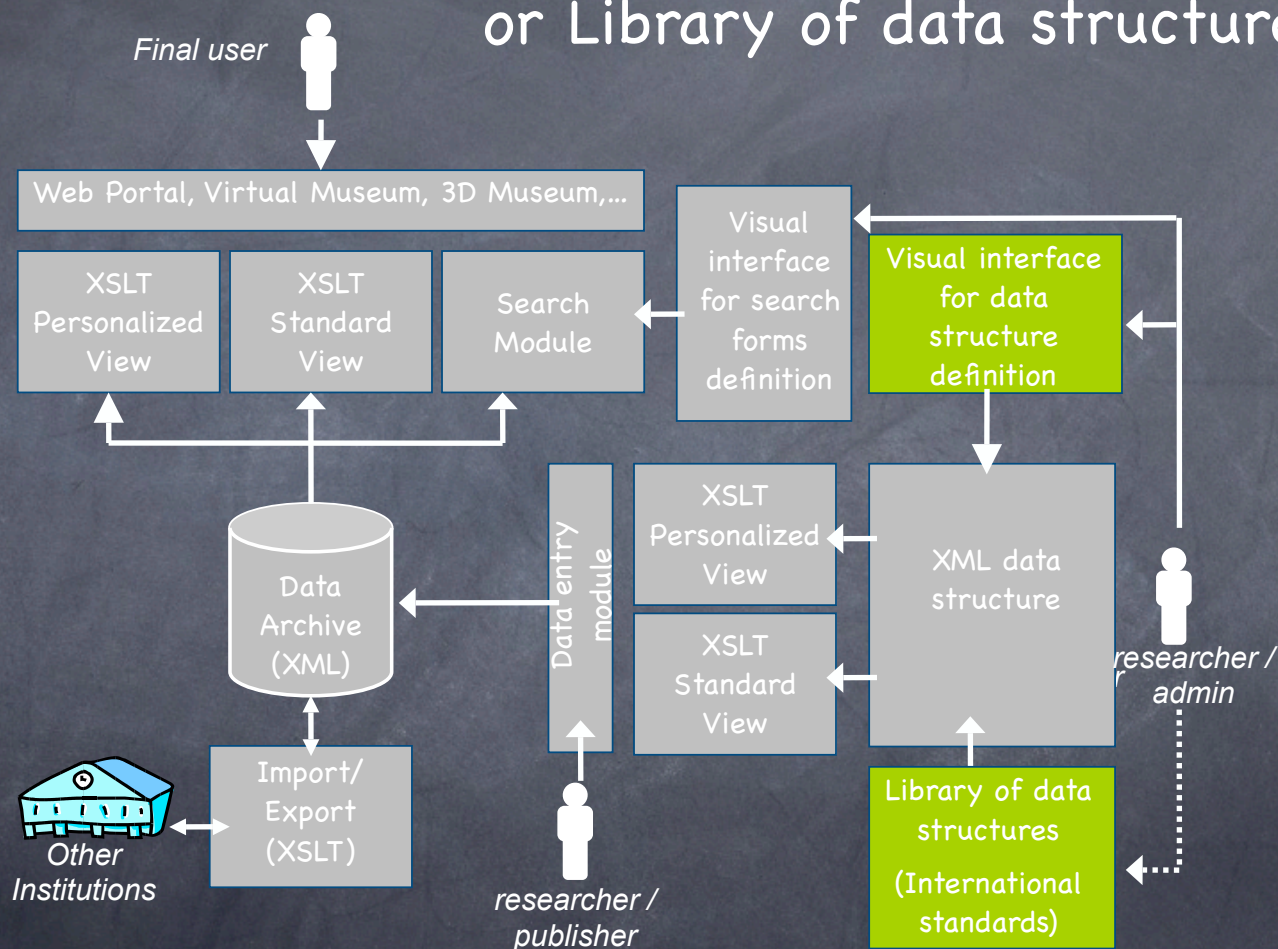 or Library of data structure
Final user
Web Portal, Virtual Museum, 3D Museum,...
XSLT
Personalized
View
XSLT
Standard
View
Search
Module
Visual
interface
for search
forms
definition
Visual interface
for data
structure
definition
Data
Archive
(XML)
Data entry
module
XSLT
Personalized
View
XSLT
Standard
View
XML data
structure
researcher /
admin
Import/
Export
(XSLT)
Other
Institutions
researcher /
publisher
Library of data
structures
(International
standards)